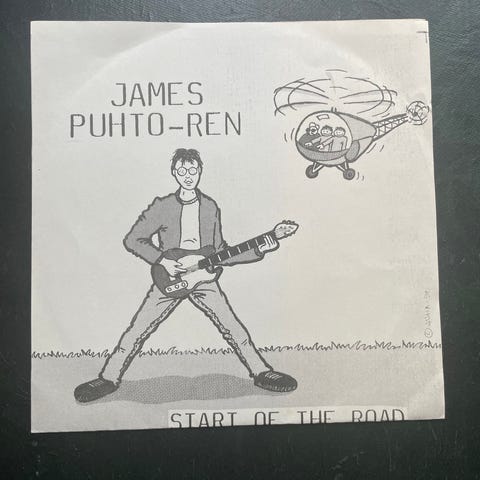 JAMES
PUHTO-REN
START OF THE ROAD